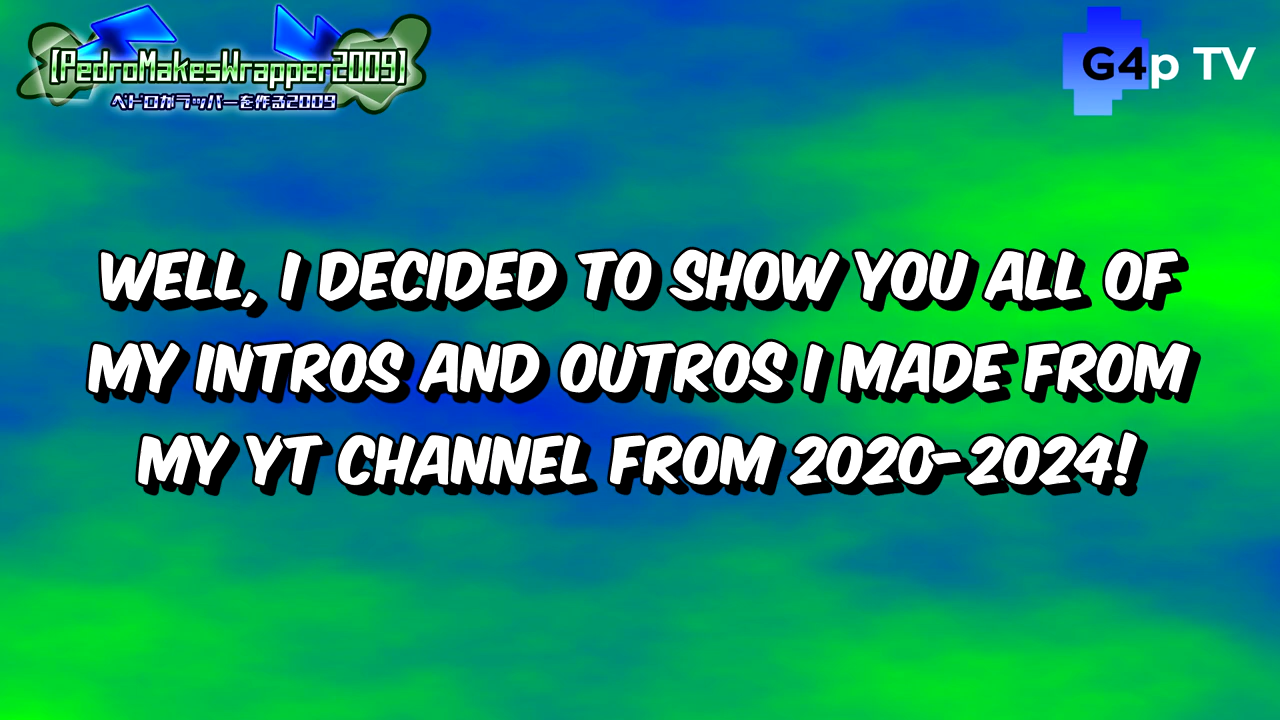 [PedroMakesWrapper2009]
ペドロがラッパーを作る2009
G4p TV
WELL, I DECIDED TO SHOW YOU ALL OF
MY INTROS AND OUTROS I MADE FROM
MY YT CHANNEL FROM 2020-2024!